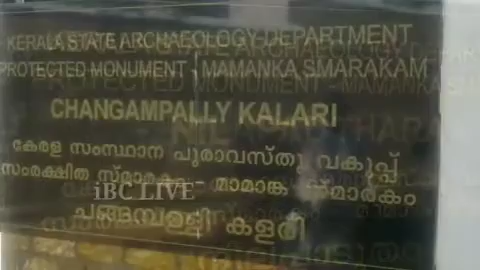 KERALA STATE ARCHAEOLOGY DEPARTMENT
PROTECTED MONUMENT - MAMANKA SMARAKAM
CHANGAMPALLY KALARI
കേരള സംസ്ഥാന പുരാവസ്തു വകുപ്പ്
സംരക്ഷിത സ്മാരകം - മാമാങ്ക സ്മാരകം
iBC LIVE
ചങ്ങമ്പള്ളി കളരി